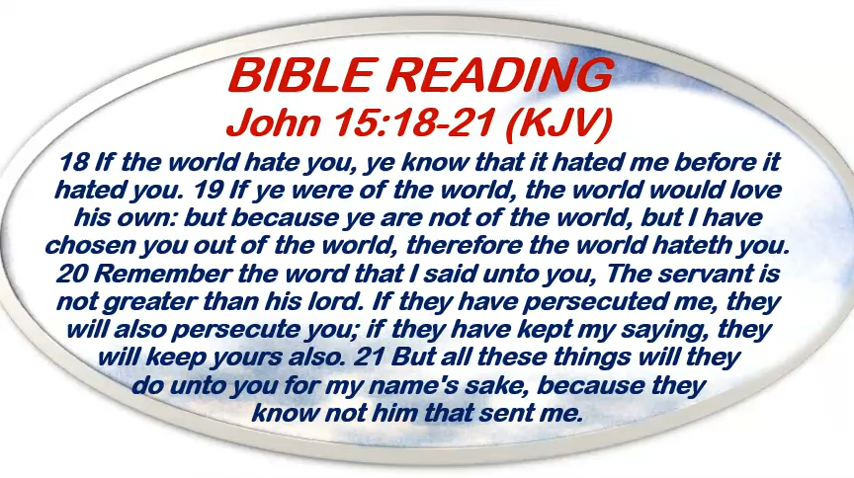 BIBLE READING
John 15:18-21 (KJV)
18 If the world hate you, ye know that it hated me before it
hated you. 19 If ye were of the world, the world would love
his own: but because ye are not of the world, but I have
chosen you out of the world, therefore the world hateth you.
20 Remember the word that I said unto you, The servant is
not greater than his lord. If they have persecuted me, they
will also persecute you; if they have kept my saying, they
will keep yours also. 21 But all these things will they
do unto you for my name's sake, because they
know not him that sent me.